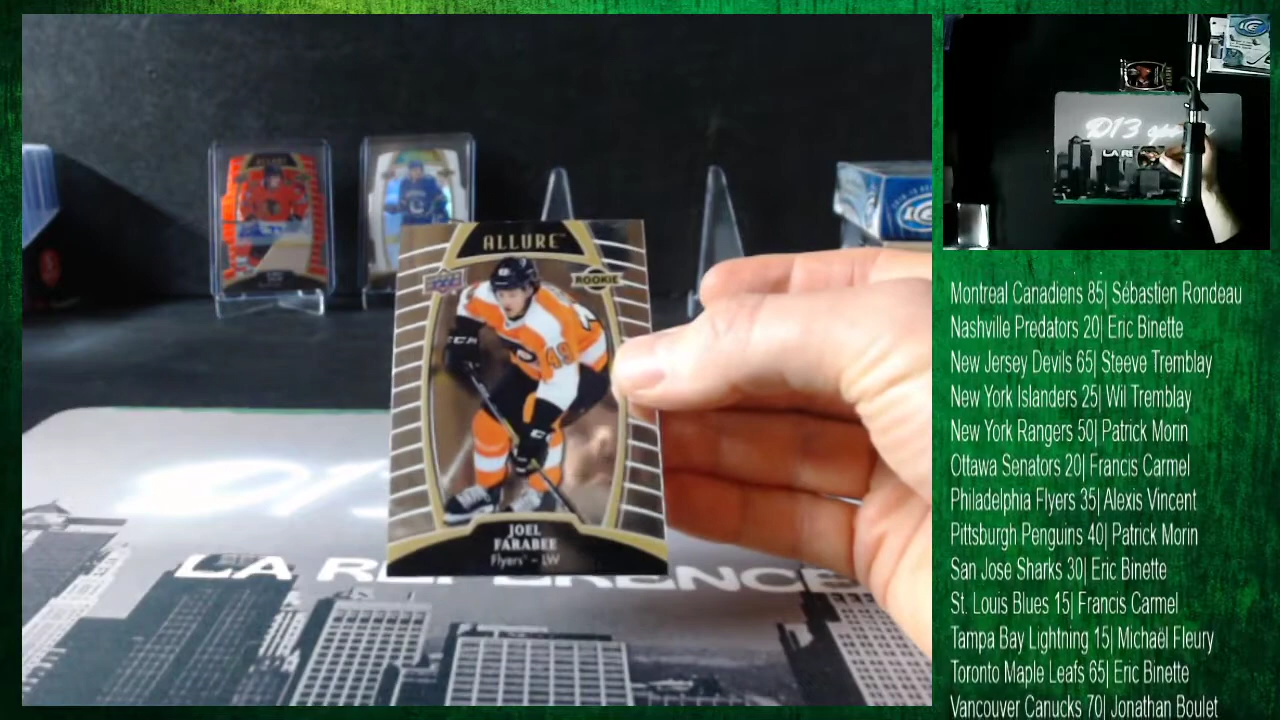 ALLURE
ROOKIE
49
CCM
CCM
JOEL
FARABEE
Flyers - LW
LA REFERENCE
Montreal Canadiens 85| Sébastien Rondeau
Nashville Predators 20| Eric Binette
New Jersey Devils 65| Steeve Tremblay
New York Islanders 25| Wil Tremblay
New York Rangers 50| Patrick Morin
Ottawa Senators 20| Francis Carmel
Philadelphia Flyers 35| Alexis Vincent
Pittsburgh Penguins 40| Patrick Morin
San Jose Sharks 30| Eric Binette
St. Louis Blues 15| Francis Carmel
Tampa Bay Lightning 15| Michaël Fleury
Toronto Maple Leafs 65| Eric Binette
Vancouver Canucks 70| Jonathan Boulet